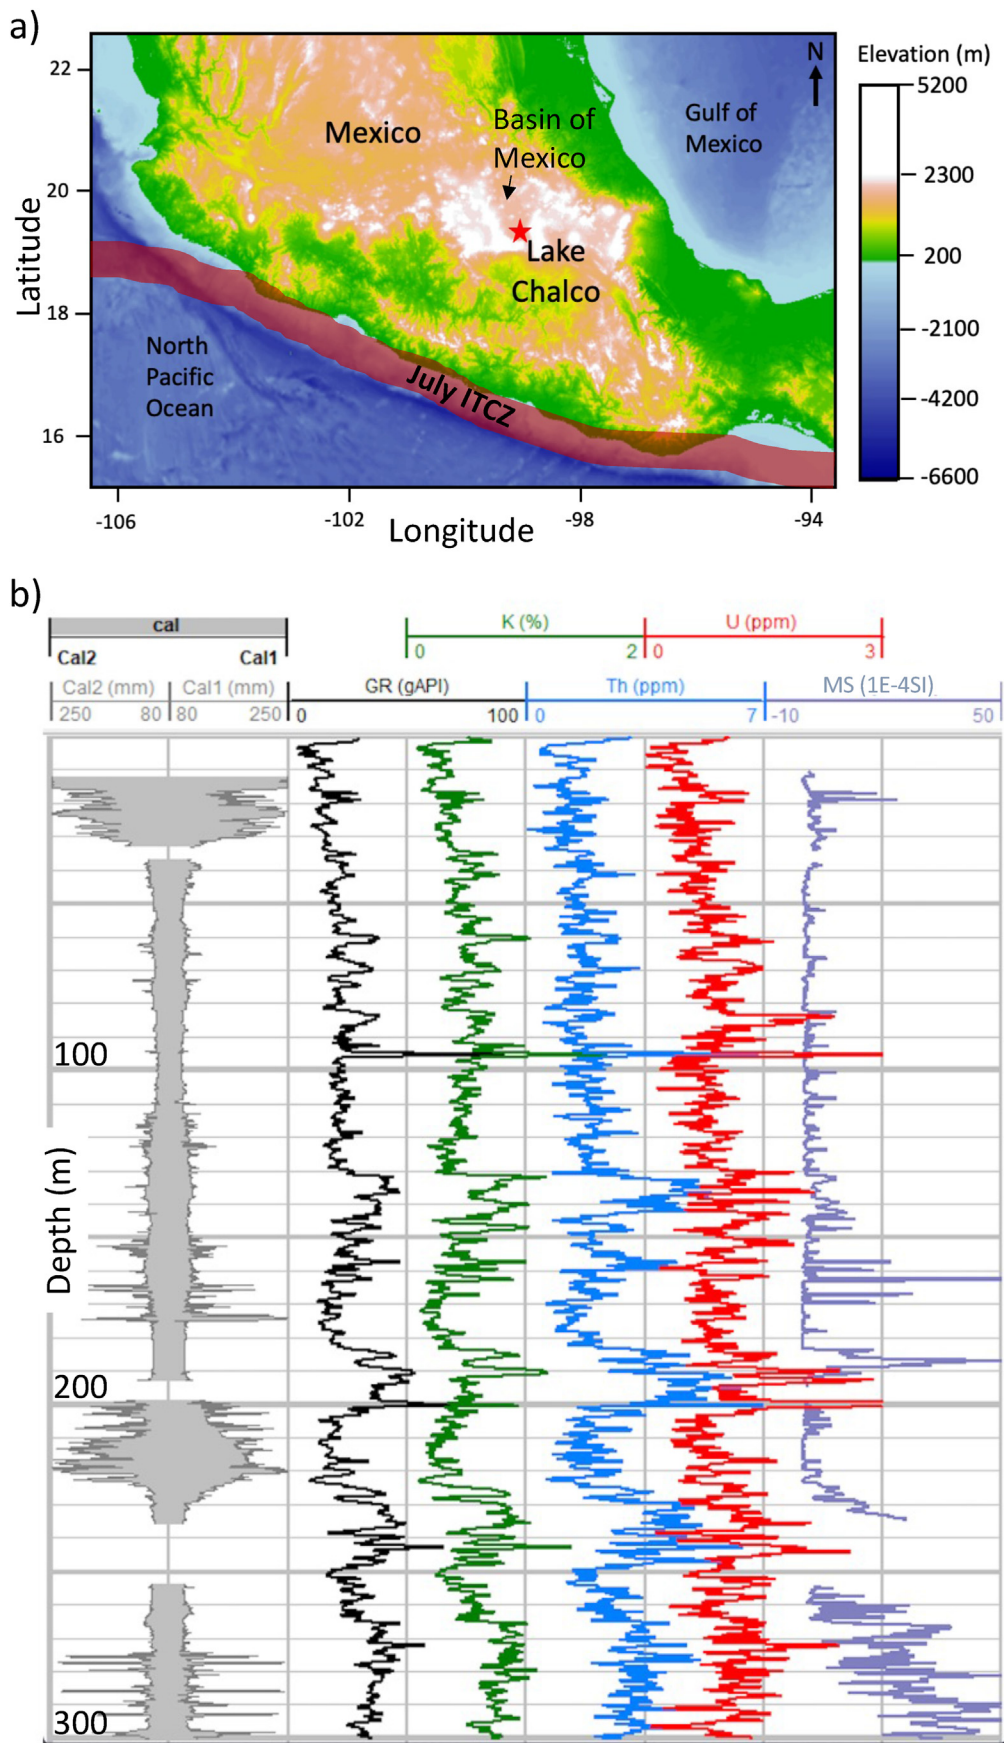 a)
22
20
18
16
Latitude
-106
-102
-98
-94
Longitude
Mexico
Basin of
Mexico
Gulf of
Mexico
N
Lake
Chalco
North
Pacific
Ocean
July ITCZ
Elevation (m)
5200
2300
200
-2100
-4200
-6600
b)
cal
Cal2 Cal1
K (%)
0 2
U (ppm)
0 3
Cal2 (mm) Cal1 (mm)
250 80 80 250
GR (gAPI)
0 100
Th (ppm)
0 7
MS (1E-4SI)
-10 50
100
Depth (m)
200
300